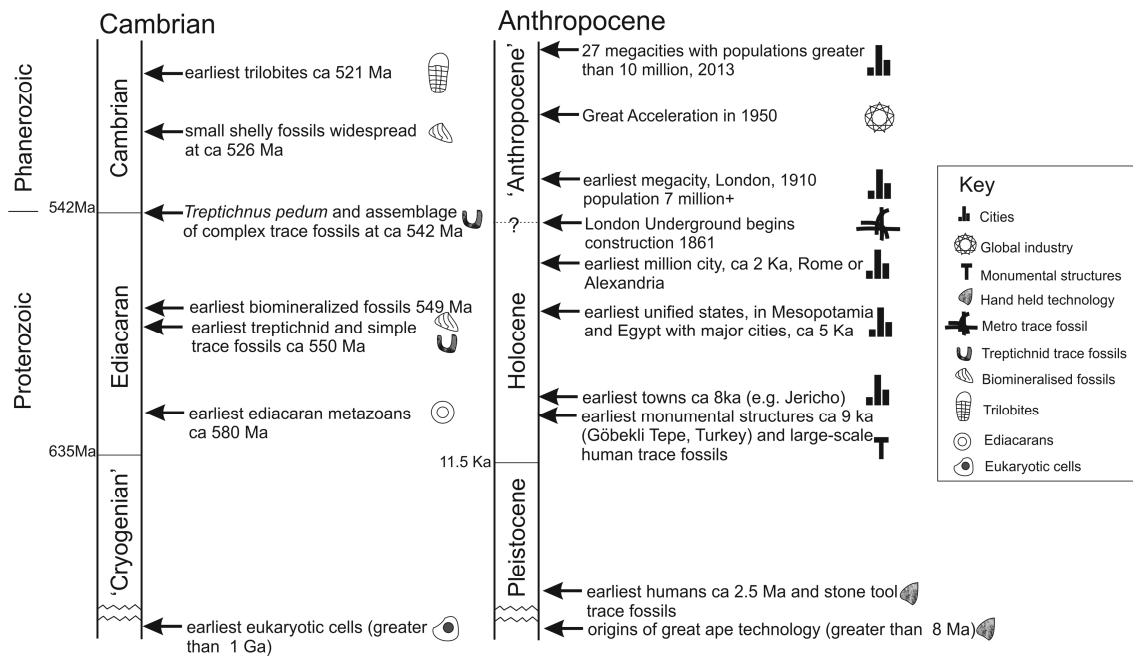 Cambrian
Phanerozoic
Proterozoic
Cambrian
Ediacaran
'Cryogenian'
542Ma
635Ma
earliest trilobites ca 521 Ma
small shelly fossils widespread
at ca 526 Ma
Treptichnus pedum and assemblage
of complex trace fossils at ca 542 Ma
earliest biomineralized fossils 549 Ma
earliest treptichnid and simple
trace fossils ca 550 Ma
earliest ediacaran metazoans
ca 580 Ma
earliest eukaryotic cells (greater
than 1 Ga)
Anthropocene
'Anthropocene'
?
Holocene
11.5 Ka
Pleistocene
27 megacities with populations greater
than 10 million, 2013
Great Acceleration in 1950
earliest megacity, London, 1910
population 7 million+
London Underground begins
construction 1861
earliest million city, ca 2 Ka, Rome or
Alexandria
earliest unified states, in Mesopotamia
and Egypt with major cities, ca 5 Ka
earliest towns ca 8ka (e.g. Jericho)
earliest monumental structures ca 9 ka
(Göbekli Tepe, Turkey) and large-scale
human trace fossils
earliest humans ca 2.5 Ma and stone tool
trace fossils
origins of great ape technology (greater than 8 Ma)
Key
Cities
Global industry
Monumental structures
Hand held technology
Metro trace fossil
Treptichnid trace fossils
Biomineralised fossils
Trilobites
Ediacarans
Eukaryotic cells